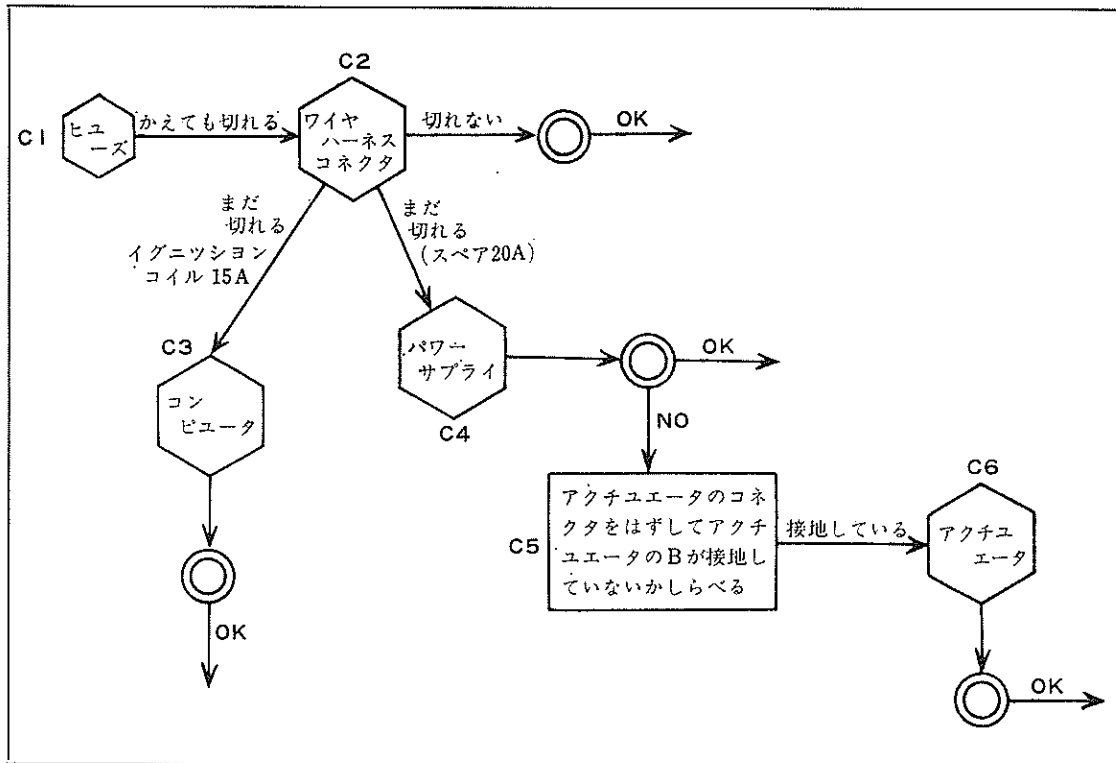 C2
C1
ヒユ
ーズ
かえても切れる
ワイヤ
ハーネス
コネクタ
切れない
OK
まだ
切れる
イグニッシヨン
コイル 15A
まだ
切れる
(スペア20A)
C3
コン
ピユータ
OK
パワー
サプライ
C4
OK
NO
C5
アクチユエータのコネ
クタをはずしてアクチ
ユエータのBが接地し
ていないかしらべる
接地している
C6
アクチユ
エータ
OK